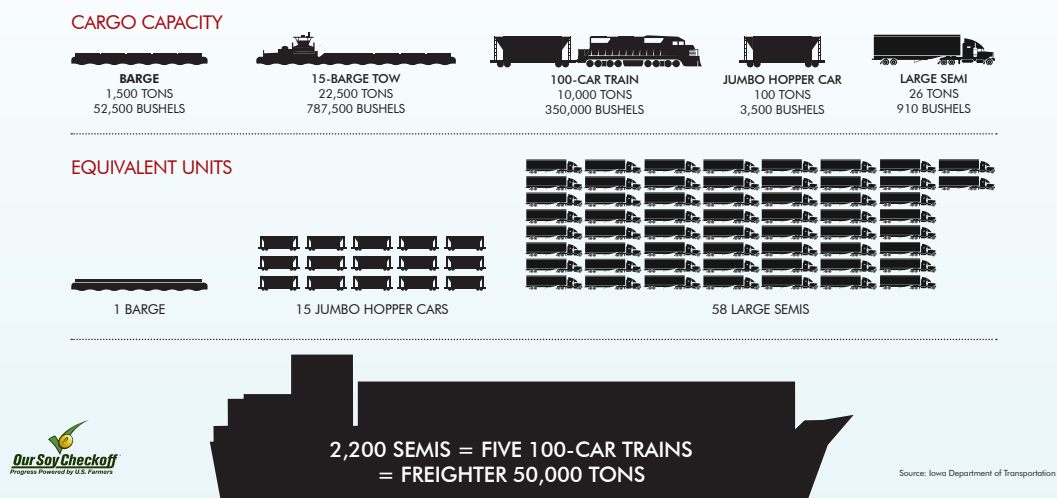 CARGO CAPACITY
BARGE
1,500 TONS
52,500 BUSHELS
15-BARGE TOW
22,500 TONS
787,500 BUSHELS
100-CAR TRAIN
10,000 TONS
350,000 BUSHELS
JUMBO HOPPER CAR
100 TONS
3,500 BUSHELS
LARGE SEMI
26 TONS
910 BUSHELS
EQUIVALENT UNITS
1 BARGE
15 JUMBO HOPPER CARS
58 LARGE SEMIS
2,200 SEMIS = FIVE 100-CAR TRAINS
= FREIGHTER 50,000 TONS
Our Soy Checkoff
Progress Powered by U.S. Farmers
Source: Iowa Department of Transportation